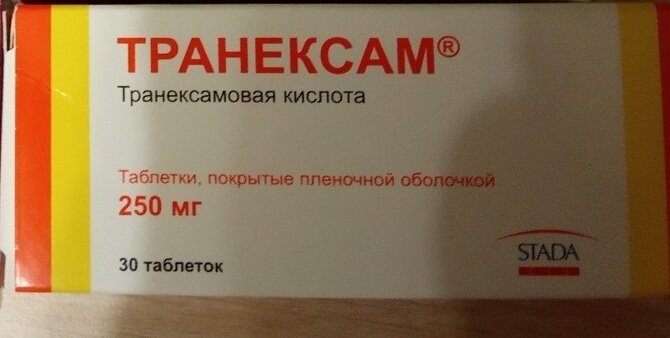 ТРАНЕКСАМ®
Транексамовая кислота
Таблетки, покрытые пленочной оболочкой
250 мг
30 таблеток
STADA